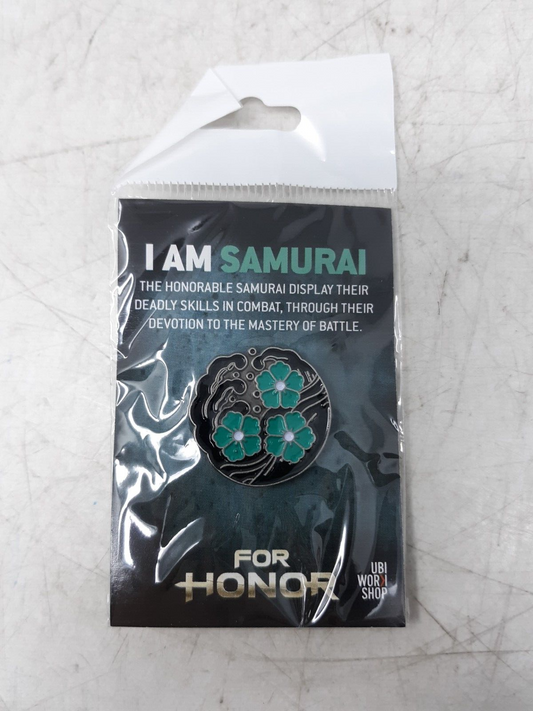 I AM SAMURAI
THE HONORABLE SAMURAI DISPLAY THEIR
DEADLY SKILLS IN COMBAT, THROUGH THEIR
DEVOTION TO THE MASTERY OF BATTLE.
FOR
HONOR
UBI
WORK
SHOP